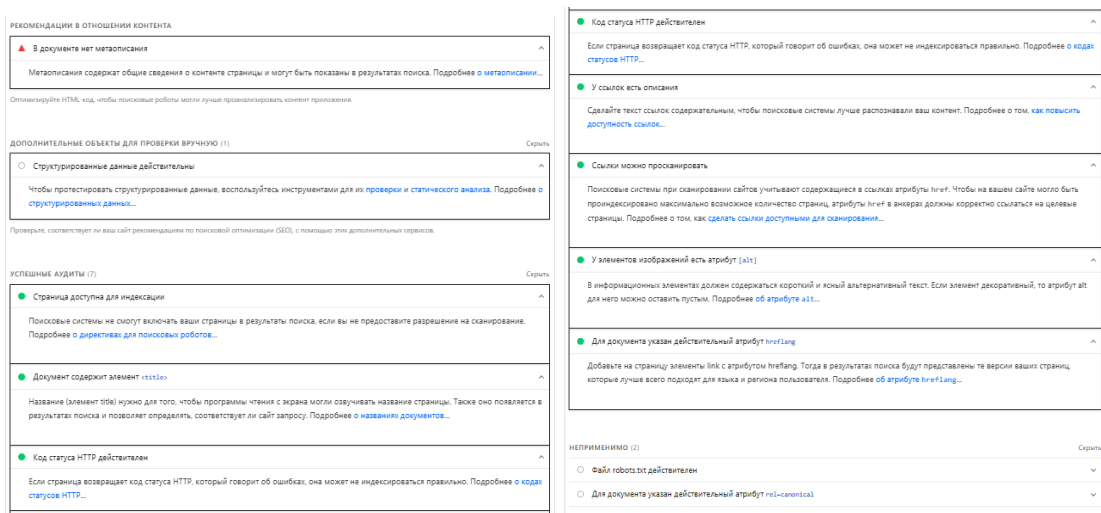 РЕКОМЕНДАЦИИ В ОТНОШЕНИИ КОНТЕНТА
В документе нет метаописания
Метаописания содержат общие сведения о контенте страницы и могут быть показаны в результатах поиска. Подробнее о метаописании...
Оптимизируйте HTML-код, чтобы поисковые роботы могли лучше проанализировать контент приложения.
ДОПОЛНИТЕЛЬНЫЕ ОБЪЕКТЫ ДЛЯ ПРОВЕРКИ ВРУЧНУЮ (1) Скрыть
Структурированные данные действительны
Чтобы протестировать структурированные данные, воспользуйтесь инструментами для их проверки и статического анализа. Подробнее о
структурированных данных...
Проверьте, соответствует ли ваш сайт рекомендациям по поисковой оптимизации (SEO), с помощью этих дополнительных сервисов.
УСПЕШНЫЕ АУДИТЫ (7) Скрыть
Страница доступна для индексации
Поисковые системы не смогут включать ваши страницы в результаты поиска, если вы не предоставите разрешение на сканирование.
Подробнее о директивах для поисковых роботов...
Документ содержит элемент <title>
Название (элемент title) нужно для того, чтобы программы чтения с экрана могли озвучивать название страницы. Также оно появляется в
результатах поиска и позволяет определять, соответствует ли сайт запросу. Подробнее о названиях документов...
Код статуса HTTP действителен
Если страница возвращает код статуса HTTP, который говорит об ошибках, она может не индексироваться правильно. Подробнее о кодах
статусов HTTP...
Код статуса HTTP действителен
Если страница возвращает код статуса HTTP, который говорит об ошибках, она может не индексироваться правильно. Подробнее о кодах
статусов HTTP...
У ссылок есть описания
Сделайте текст ссылок содержательным, чтобы поисковые системы лучше распознавали ваш контент. Подробнее о том, как повысить
доступность ссылок...
Ссылки можно просканировать
Поисковые системы при сканировании сайтов учитывают содержащиеся в ссылках атрибуты href. Чтобы на вашем сайте могло быть
проиндексировано максимально возможное количество страниц, атрибуты href в анкерах должны корректно ссылаться на целевые
страницы. Подробнее о том, как сделать ссылки доступными для сканирования...
У элементов изображений есть атрибут [alt]
В информационных элементах должен содержаться короткий и ясный альтернативный текст. Если элемент декоративный, то атрибут alt
для него можно оставить пустым. Подробнее об атрибуте alt...
Для документа указан действительный атрибут hreflang
Добавьте на страницу элементы link с атрибутом hreflang. Тогда в результатах поиска будут представлены те версии ваших страниц,
которые лучше всего подходят для языка и региона пользователя. Подробнее об атрибуте hreflang...
НЕПРИМЕНИМО (2) Скрыть
Файл robots.txt действителен
Для документа указан действительный атрибут rel=canonical